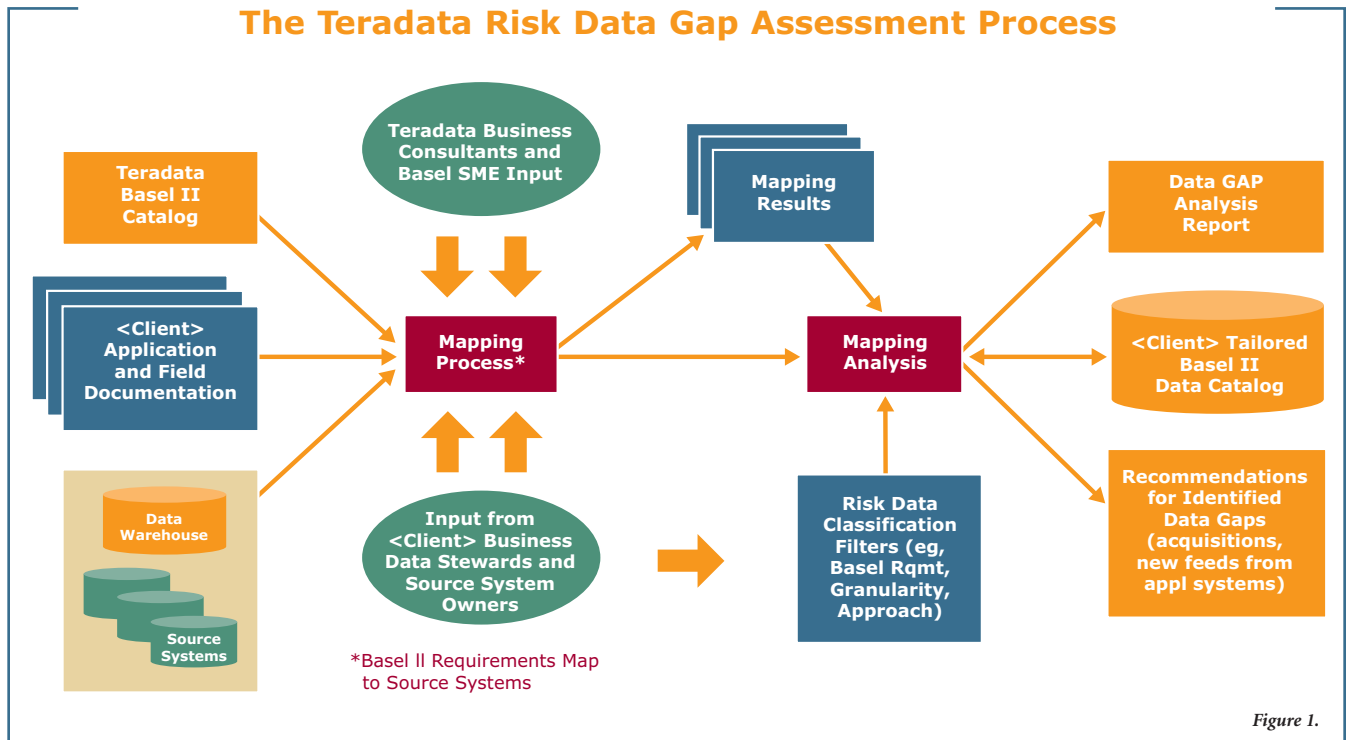 The Teradata Risk Data Gap Assessment Process
Teradata
Basel II
Catalog
<Client>
Application
and Field
Documentation
Data
Warehouse
Source
Systems
Teradata Business
Consultants and
Basel SME Input
Mapping
Process*
Input from
<Client> Business
Data Stewards and
Source System
Owners
*Basel ll Requirements Map
to Source Systems
Mapping
Results
Mapping
Analysis
Risk Data
Classification
Filters (eg,
Basel Rqmt,
Granularity,
Approach)
Data GAP
Analysis
Report
<Client> Tailored
Basel II
Data Catalog
Recommendations
for Identified
Data Gaps
(acquisitions,
new feeds from
appl systems)
Figure 1.